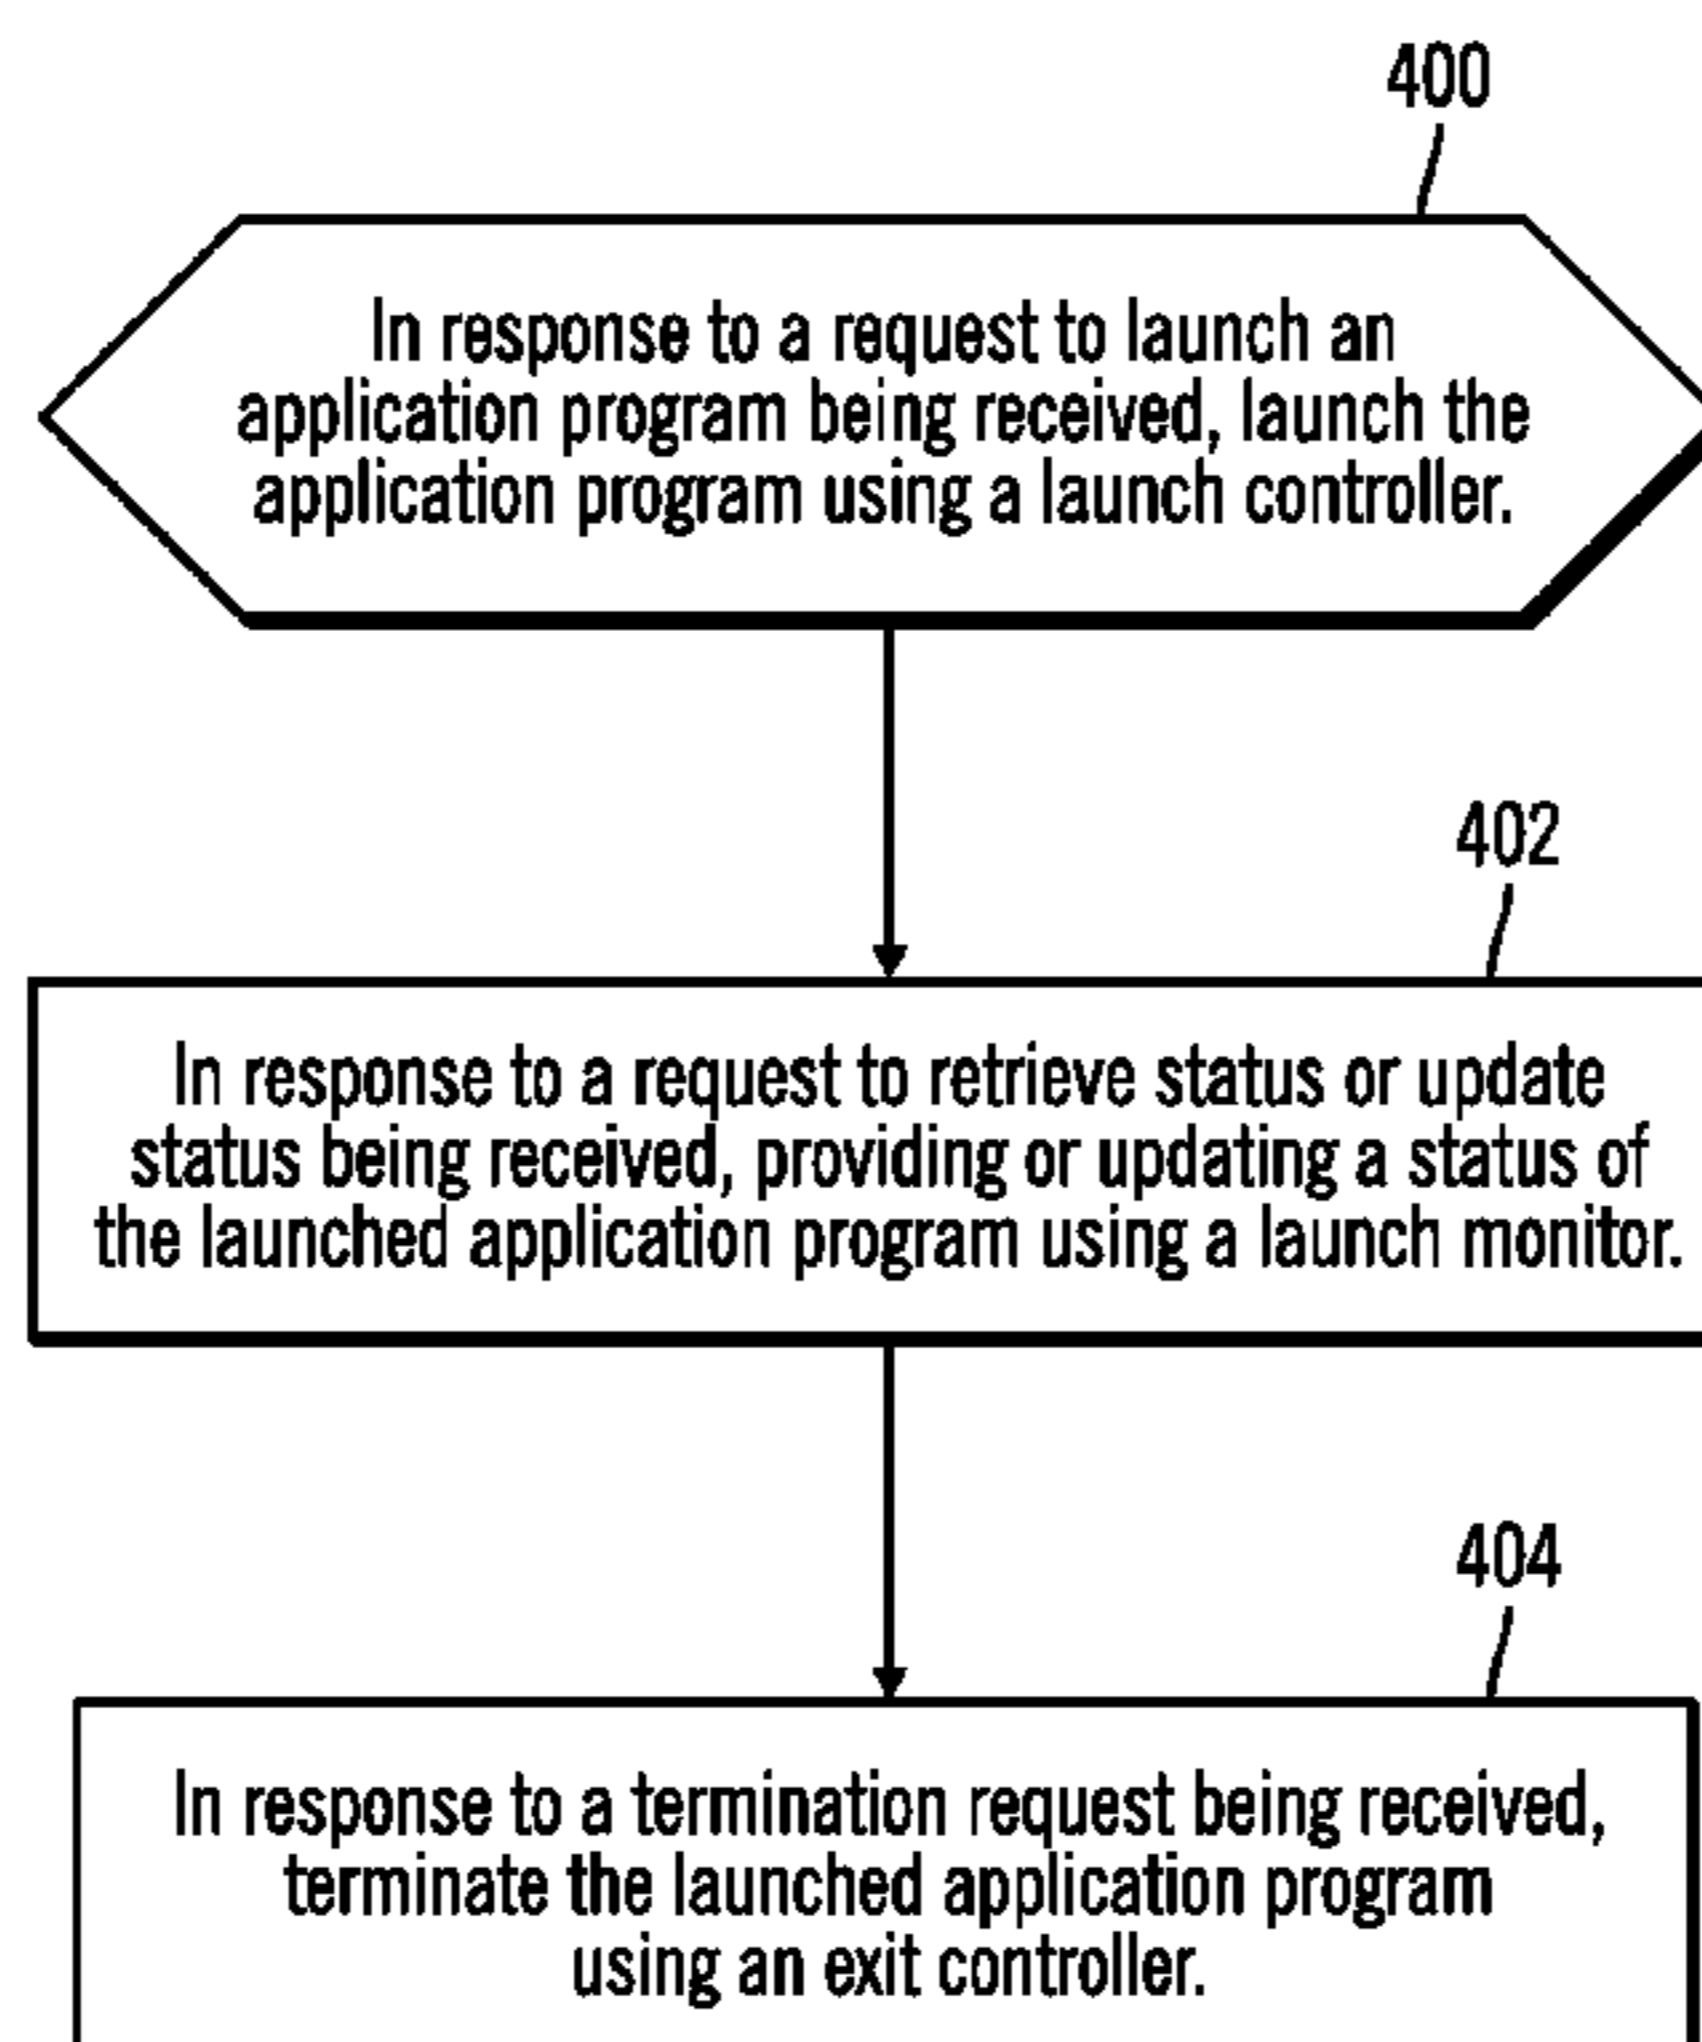 400
In response to a request to launch an
application program being received, launch the
application program using a launch controller.
402
In response to a request to retrieve status or update
status being received, providing or updating a status of
the launched application program using a launch monitor.
404
In response to a termination request being received,
terminate the launched application program
using an exit controller.